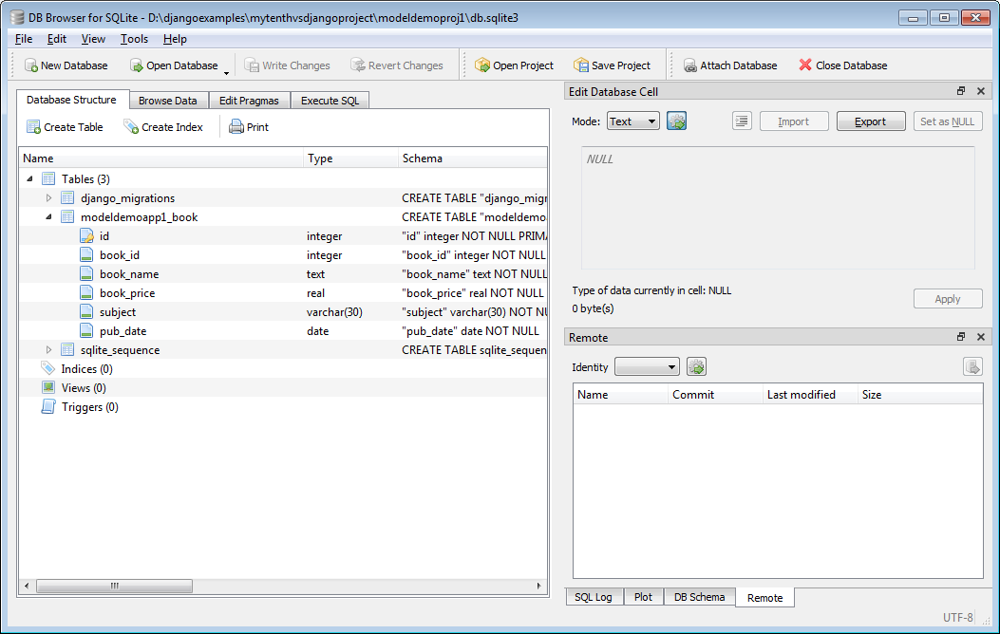 DB Browser for SQLite - D:\djangoexamples\mytenthvsdjangoproject\modeldemoproj1\db.sqlite3
File Edit View Tools Help
New Database Open Database Write Changes Revert Changes Open Project Save Project Attach Database Close Database
Database Structure Browse Data Edit Pragmas Execute SQL
Create Table Create Index Print
Name Type Schema
Tables (3)
django_migrations CREATE TABLE "django_migr
modeldemoapp1_book CREATE TABLE "modeldemo
id integer "id" integer NOT NULL PRIMA
book_id integer "book_id" integer NOT NULL
book_name text "book_name" text NOT NULL
book_price real "book_price" real NOT NULL
subject varchar(30) "subject" varchar(30) NOT NU
pub_date date "pub_date" date NOT NULL
sqlite_sequence CREATE TABLE sqlite_sequen
Indices (0)
Views (0)
Triggers (0)
Edit Database Cell
Mode: Text Import Export Set as NULL
NULL
Type of data currently in cell: NULL
0 byte(s)
Apply
Remote
Identity
Name Commit Last modified Size
SQL Log Plot DB Schema Remote
UTF-8